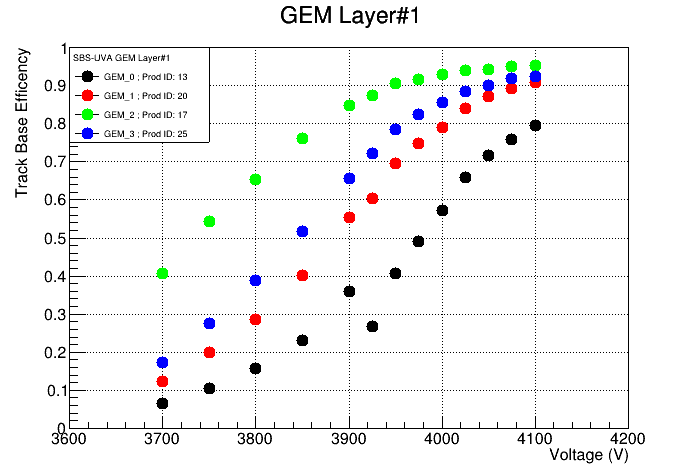 GEM Layer#1
Track Base Efficency
1
0.9
0.8
0.7
0.6
0.5
0.4
0.3
0.2
0.1
0
SBS-UVA GEM Layer#1
GEM_0 ; Prod ID: 13
GEM_1 ; Prod ID: 20
GEM_2 ; Prod ID: 17
GEM_3 ; Prod ID: 25
3600 3700 3800 3900 4000 4100 4200
Voltage (V)